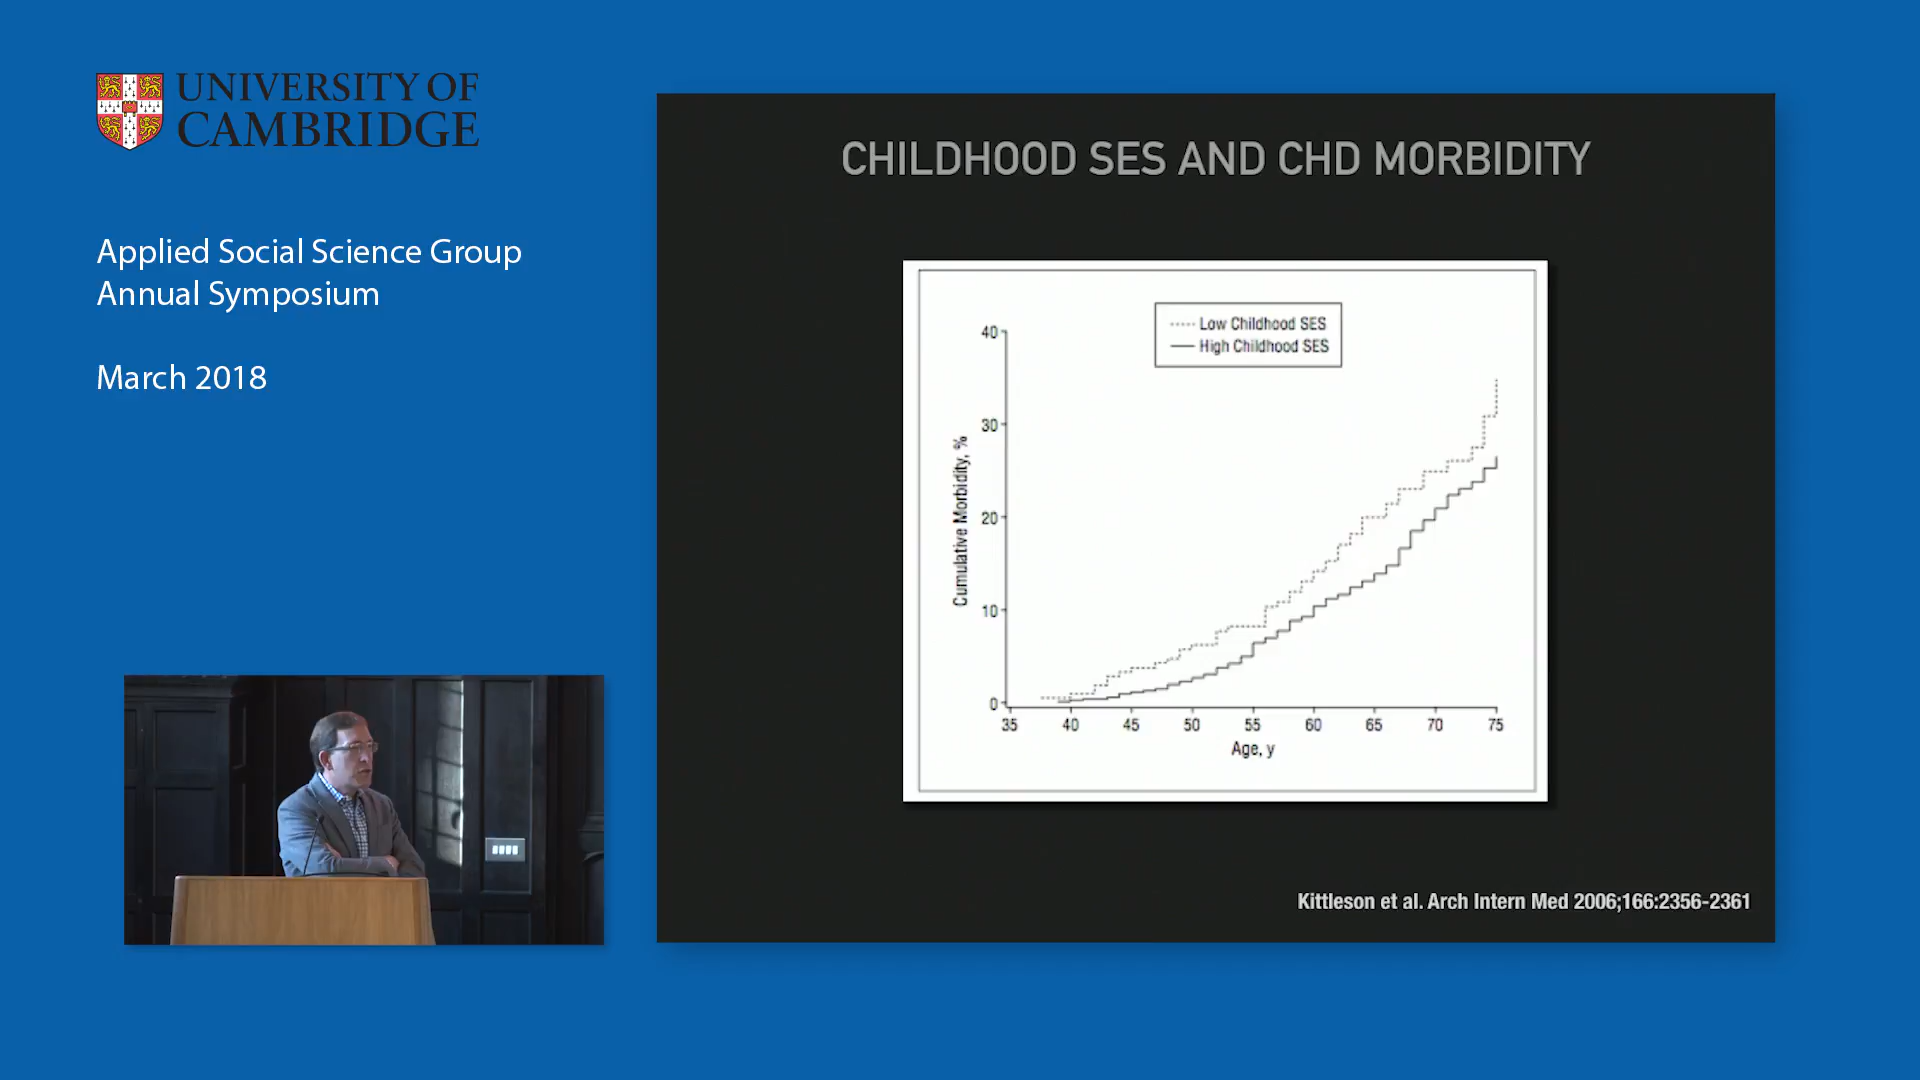 UNIVERSITY OF
CAMBRIDGE
Applied Social Science Group
Annual Symposium
March 2018
CHILDHOOD SES AND CHD MORBIDITY
Low Childhood SES
High Childhood SES
Cumulative Morbidity, %
40
30
20
10
0
35 40 45 50 55 60 65 70 75
Age, y
Kittleson et al. Arch Intern Med 2006;166:2356-2361